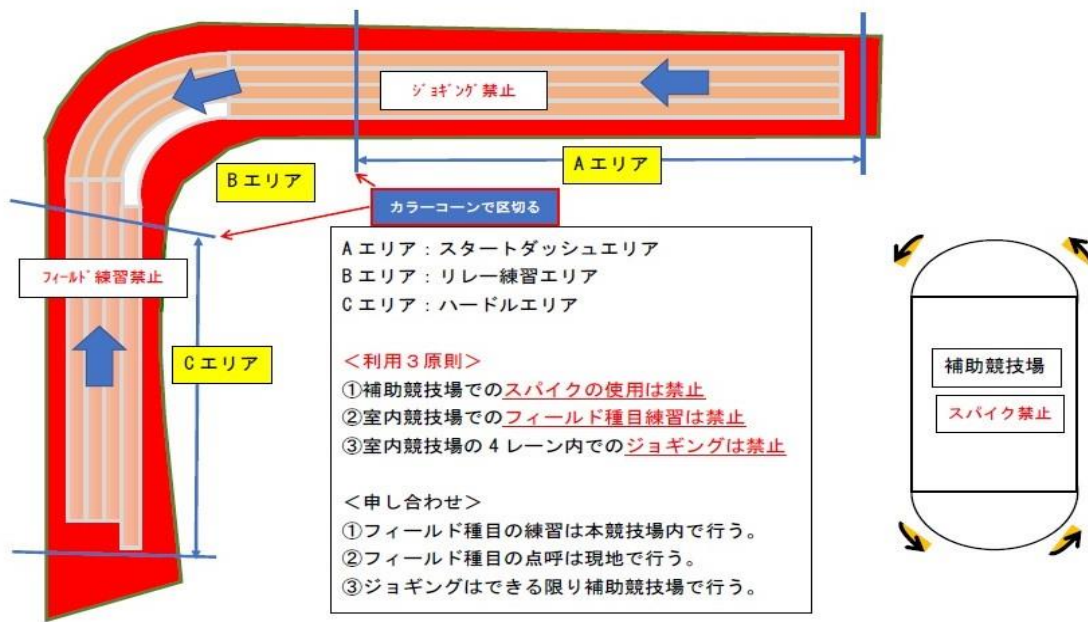 ｼﾞｮｷﾞﾝｸﾞ禁止
Aエリア
Bエリア
カラーコーンで区切る
ﾌｨｰﾙﾄﾞ練習禁止
Cエリア
Aエリア：スタートダッシュエリア
Bエリア：リレー練習エリア
Cエリア：ハードルエリア
＜利用３原則＞
①補助競技場でのスパイクの使用は禁止
②室内競技場でのフィールド種目練習は禁止
③室内競技場の４レーン内でのジョギングは禁止
＜申し合わせ＞
①フィールド種目の練習は本競技場内で行う。
②フィールド種目の点呼は現地で行う。
③ジョギングはできる限り補助競技場で行う。
補助競技場
スパイク禁止